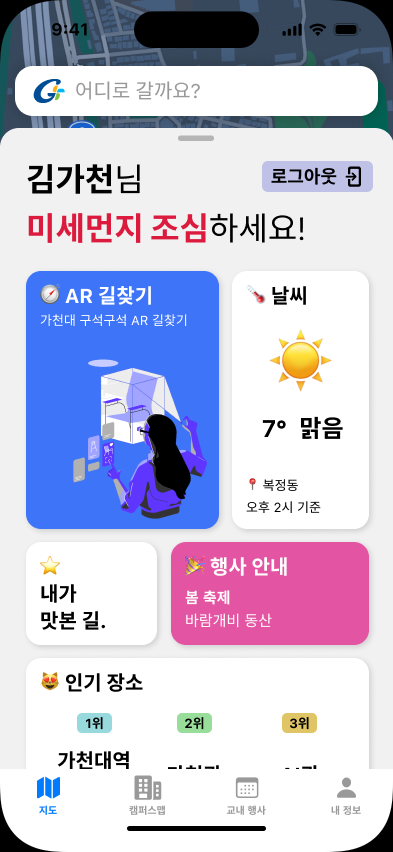 9:41
어디로 갈까요?
김가천님
로그아웃
미세먼지 조심하세요!
AR 길찾기
가천대 구석구석 AR 길찾기
날씨
7° 맑음
복정동
오후 2시 기준
내가
맛본 길.
행사 안내
봄 축제
바람개비 동산
인기 장소
1위
2위
3위
가천대역
지도
캠퍼스맵
교내 행사
내 정보